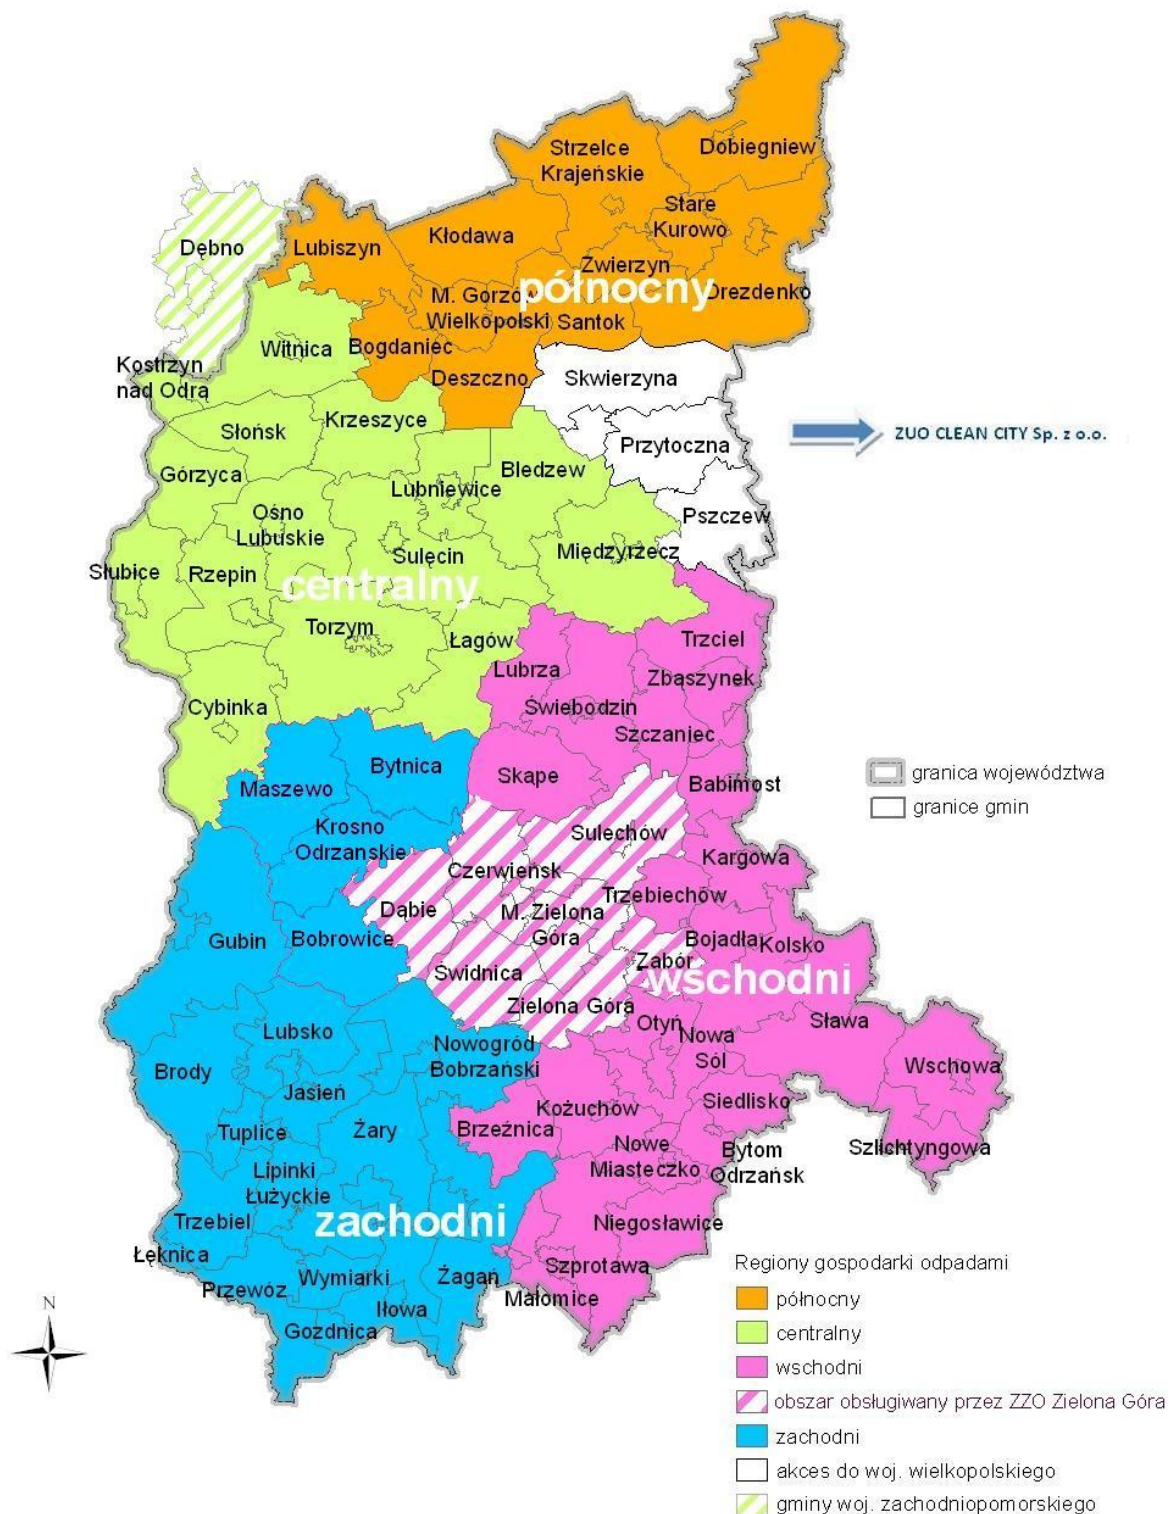 Dobiegniew
Strzelce
Krajeńskie
Stare
Kurowo
Dębno
Lubiszyn
Kłodawa
Zwierzyn
północny
Drezdenko
M. Gorzów
Wielkopolski
Santok
Witnica
Bogdaniec
Kostrzyn
nad Odrą
Deszczno
Skwierzyna
Krzeszyce
Słońsk
Przytoczna
ZUO CLEAN CITY Sp. z o.o.
Górzyca
Bledzew
Lubniewice
Ośno
Lubuskie
Pszczew
Sulęcin
Międzyrzecz
Słubice
Rzepin
centralny
Torzym
Łagów
Trzciel
Lubrza
Zbąszynek
Cybinka
Świebodzin
Szczaniec
Bytnica
Skape
Babimost
Maszewo
granica województwa
granice gmin
Krosno
Odrzanskie
Sulechów
Kargowa
Czerwieńsk
Trzebiechów
Dąbie
M. Zielona
Góra
Gubin
Bobrowice
Bojadła
Kolsko
Zabór
Świdnica
wschodni
Zielona Góra
Otyń
Sława
Lubsko
Nowogród
Bobrzański
Nowa
Sól
Brody
Wschowa
Jasień
Kożuchów
Siedlisko
Tuplice
Żary
Brzeźnica
Nowe
Miasteczko
Bytom
Odrzańsk
Szlichtyngowa
Lipinki
Łużyckie
Trzebiel
zachodni
Niegosławice
Łęknica
Przewóz
Wymiarki
Żagań
Szprotawa
Małomice
Iłowa
Gozdnica
N
Regiony gospodarki odpadami
północny
centralny
wschodni
obszar obsługiwany przez ZZO Zielona Góra
zachodni
akces do woj. wielkopolskiego
gminy woj. zachodniopomorskiego